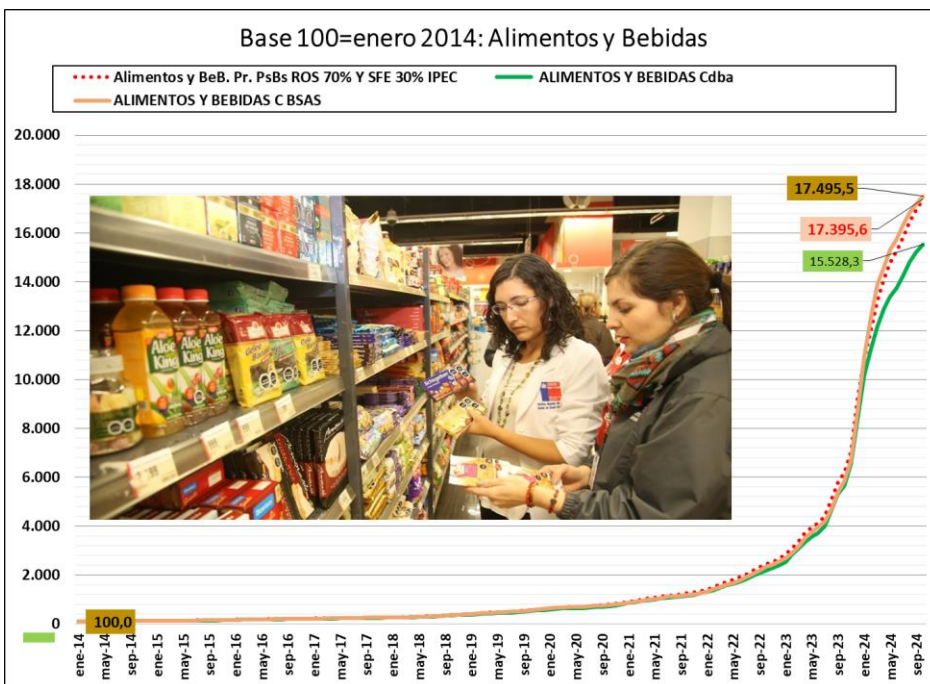 Base 100=enero 2014: Alimentos y Bebidas
Alimentos y BeB. Pr. PsBs ROS 70% Y SFE 30% IPEC
ALIMENTOS Y BEBIDAS Cdba
ALIMENTOS Y BEBIDAS C BSAS
20.000
18.000
16.000
14.000
12.000
10.000
8.000
6.000
4.000
2.000
0
17.495,5
17.395,6
15.528,3
100,0
Aloe King
Aloe King
Aloe King
ene-14
may-14
sep-14
ene-15
may-15
sep-15
ene-16
may-16
sep-16
ene-17
may-17
sep-17
ene-18
may-18
sep-18
ene-19
may-19
sep-19
ene-20
may-20
sep-20
ene-21
may-21
sep-21
ene-22
may-22
sep-22
ene-23
may-23
sep-23
ene-24
may-24
sep-24